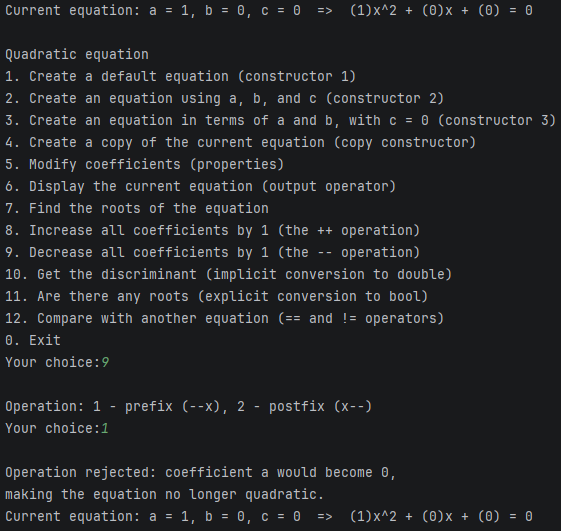 Current equation: a = 1, b = 0, c = 0  =>  (1)x^2 + (0)x + (0) = 0
Quadratic equation
1. Create a default equation (constructor 1)
2. Create an equation using a, b, and c (constructor 2)
3. Create an equation in terms of a and b, with c = 0 (constructor 3)
4. Create a copy of the current equation (copy constructor)
5. Modify coefficients (properties)
6. Display the current equation (output operator)
7. Find the roots of the equation
8. Increase all coefficients by 1 (the ++ operation)
9. Decrease all coefficients by 1 (the -- operation)
10. Get the discriminant (implicit conversion to double)
11. Are there any roots (explicit conversion to bool)
12. Compare with another equation (== and != operators)
0. Exit
Your choice:9
Operation: 1 - prefix (--x), 2 - postfix (x--)
Your choice:1
Operation rejected: coefficient a would become 0,
making the equation no longer quadratic.
Current equation: a = 1, b = 0, c = 0  =>  (1)x^2 + (0)x + (0) = 0